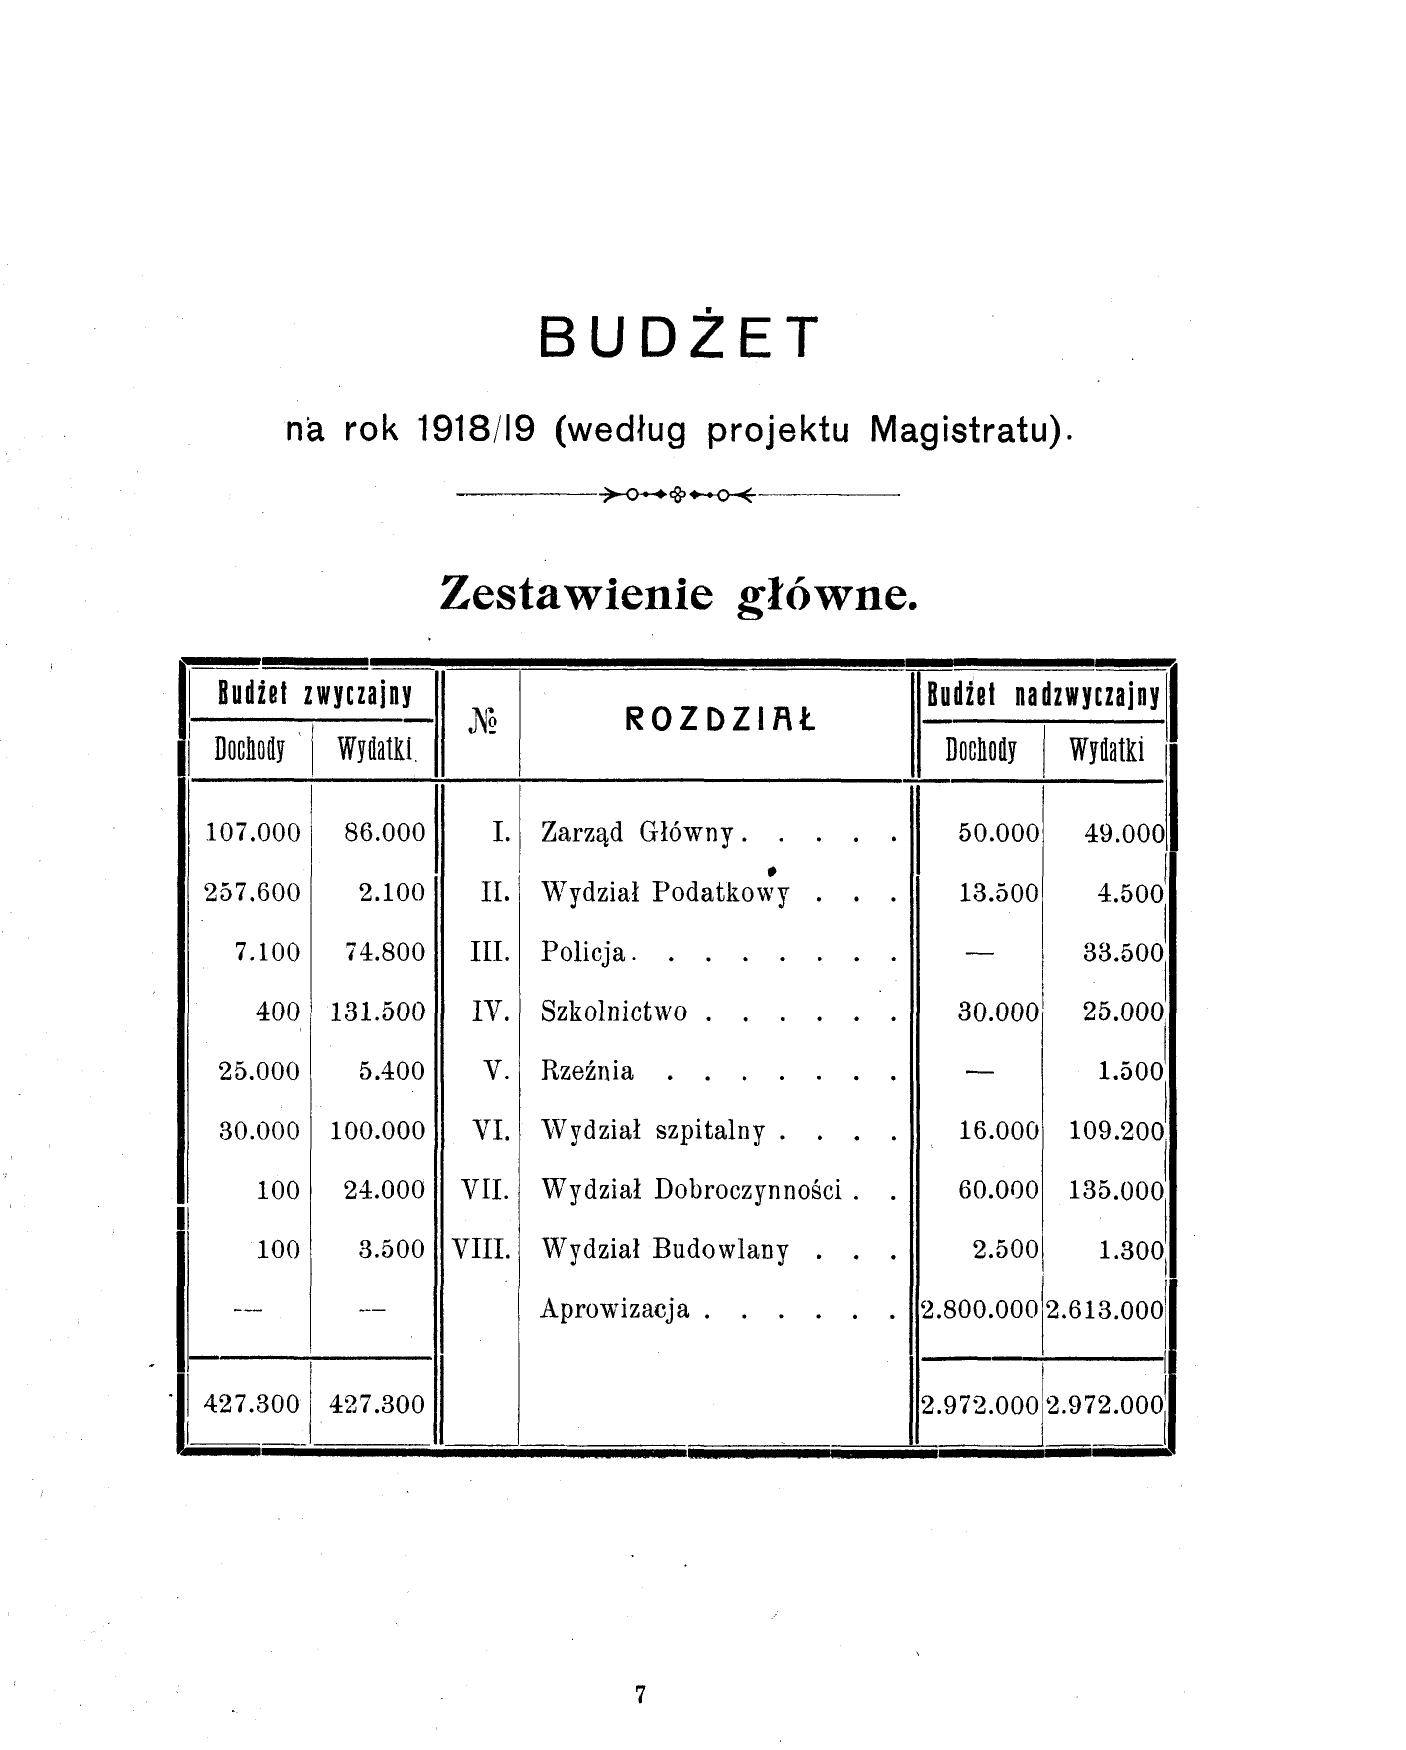 BUDŻET
na rok 1918/19 (według projektu Magistratu).
Zestawienie główne.
Budżet zwyczajny № ROZDZIAŁ Budżet nadzwyczajny
Dochody Wydatki Dochody Wydatki
107.000 86.000 I. Zarząd Główny . . . . . 50.000 49.000
257.600 2.100 II. Wydział Podatkowy . . . 13.500 4.500
7.100 74.800 III. Policja . . . . . . . . — 33.500
400 131.500 IV. Szkolnictwo . . . . . . 30.000 25.000
25.000 5.400 V. Rzeźnia . . . . . . . — 1.500
30.000 100.000 VI. Wydział szpitalny . . . . 16.000 109.200
100 24.000 VII. Wydział Dobroczynności . . 60.000 135.000
100 3.500 VIII. Wydział Budowlany . . . 2.500 1.300
— — Aprowizacja . . . . . . 2.800.000 2.613.000
427.300 427.300 2.972.000 2.972.000
7